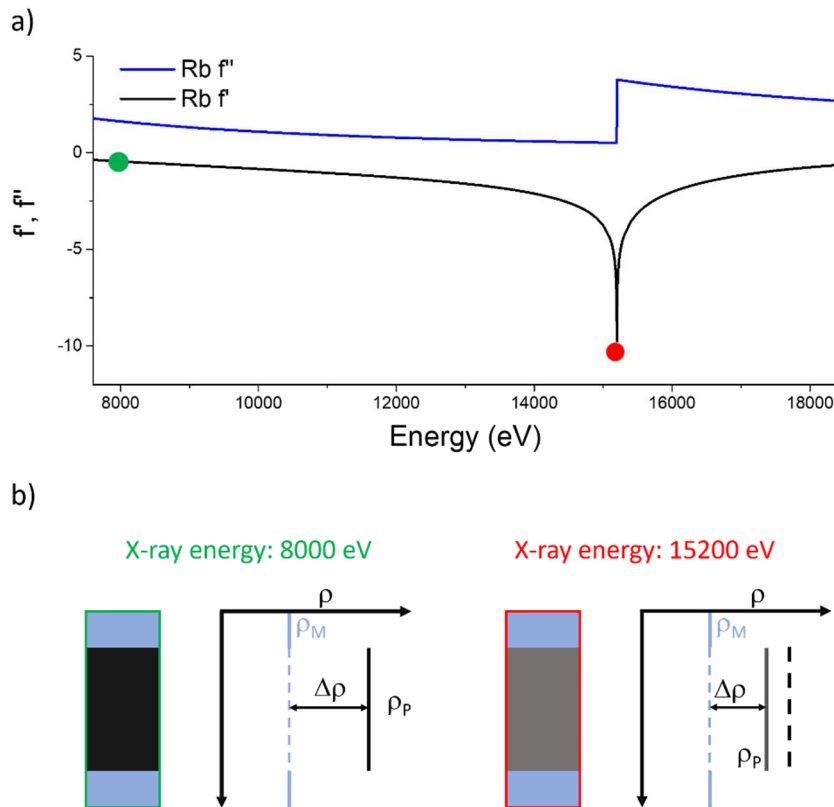 a)
5
0
-5
-10
Rb f"
Rb f'
f', f"
8000 10000 12000 14000 16000 18000
Energy (eV)
b)
X-ray energy: 8000 eV
X-ray energy: 15200 eV
ρ
ρM
Δρ
ρP
ρ
ρM
Δρ
ρP